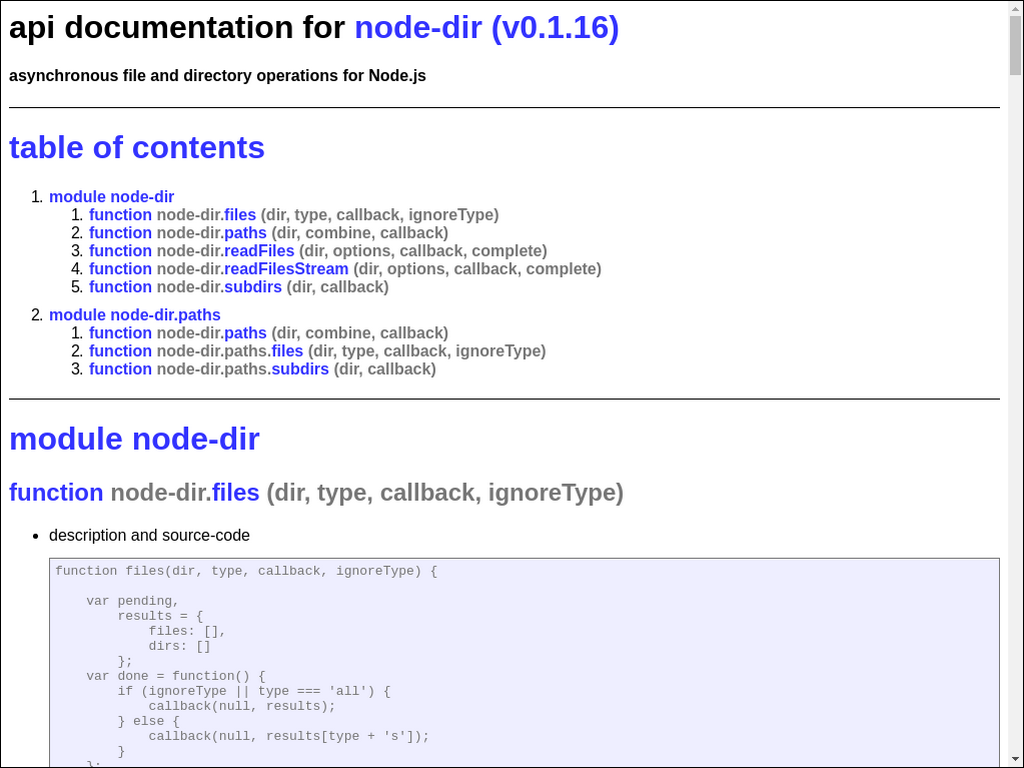 api documentation for node-dir (v0.1.16)
asynchronous file and directory operations for Node.js
table of contents
1. module node-dir
1. function node-dir.files (dir, type, callback, ignoreType)
2. function node-dir.paths (dir, combine, callback)
3. function node-dir.readFiles (dir, options, callback, complete)
4. function node-dir.readFilesStream (dir, options, callback, complete)
5. function node-dir.subdirs (dir, callback)
2. module node-dir.paths
1. function node-dir.paths (dir, combine, callback)
2. function node-dir.paths.files (dir, type, callback, ignoreType)
3. function node-dir.paths.subdirs (dir, callback)
module node-dir
function node-dir.files (dir, type, callback, ignoreType)
• description and source-code
function files(dir, type, callback, ignoreType) {
    var pending,
        results = {
            files: [],
            dirs: []
        };
    var done = function() {
        if (ignoreType || type === 'all') {
            callback(null, results);
        } else {
            callback(null, results[type + 's']);
        }
    };